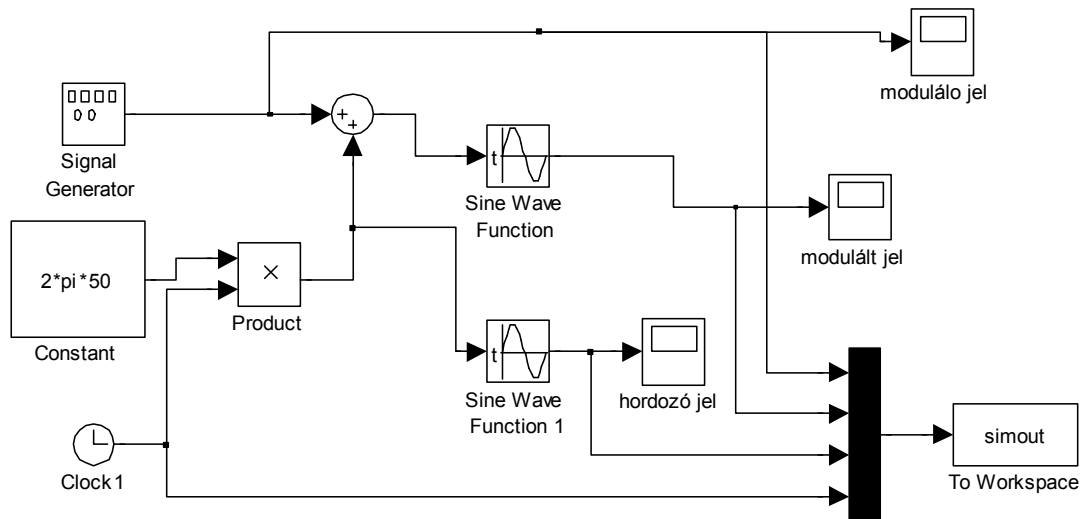 modulálo jel
Signal
Generator
+
+
t
Sine Wave
Function
modulált jel
2*pi*50
Constant
×
Product
t
Sine Wave
Function 1
hordozó jel
Clock1
simout
To Workspace